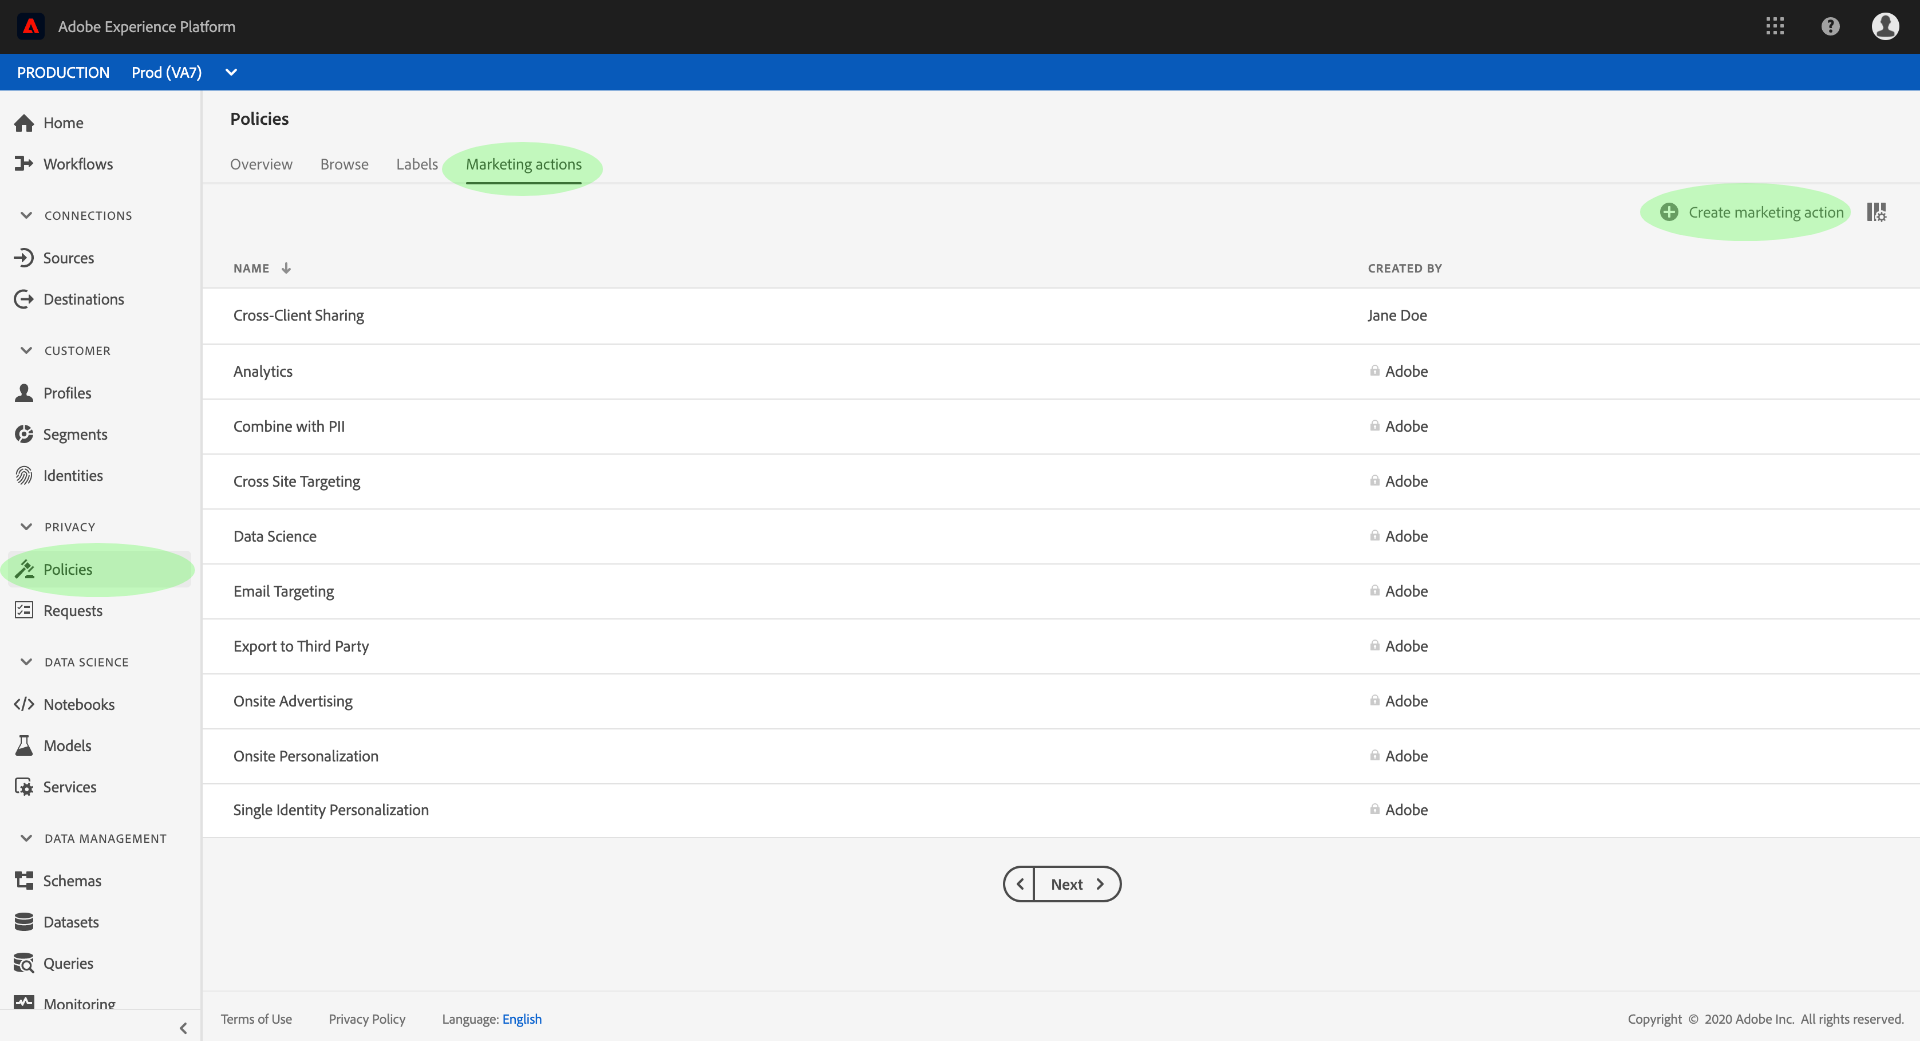 Adobe Experience Platform
PRODUCTION Prod (VA7)
Home
Workflows
CONNECTIONS
Sources
Destinations
CUSTOMER
Profiles
Segments
Identities
PRIVACY
Policies
Requests
DATA SCIENCE
Notebooks
Models
Services
DATA MANAGEMENT
Schemas
Datasets
Queries
Monitoring
Policies
Overview Browse Labels Marketing actions
Create marketing action
NAME CREATED BY
Cross-Client Sharing Jane Doe
Analytics Adobe
Combine with PII Adobe
Cross Site Targeting Adobe
Data Science Adobe
Email Targeting Adobe
Export to Third Party Adobe
Onsite Advertising Adobe
Onsite Personalization Adobe
Single Identity Personalization Adobe
Next
Terms of Use Privacy Policy Language: English Copyright © 2020 Adobe Inc. All rights reserved.